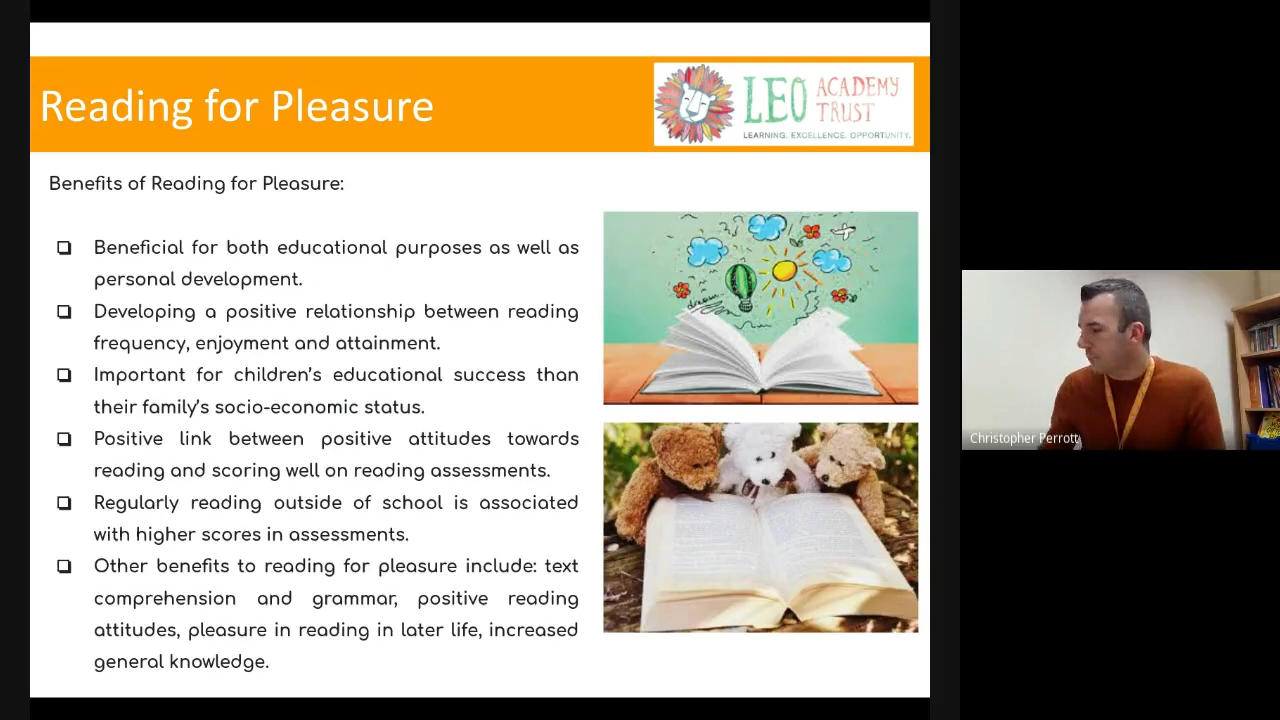 Reading for Pleasure
LEO ACADEMY
TRUST
LEARNING. EXCELLENCE. OPPORTUNITY.
Benefits of Reading for Pleasure:
Beneficial for both educational purposes as well as
personal development.
Developing a positive relationship between reading
frequency, enjoyment and attainment.
Important for children's educational success than
their family's socio-economic status.
Positive link between positive attitudes towards
reading and scoring well on reading assessments.
Regularly reading outside of school is associated
with higher scores in assessments.
Other benefits to reading for pleasure include: text
comprehension and grammar, positive reading
attitudes, pleasure in reading in later life, increased
general knowledge.
dream
Christopher Perrott